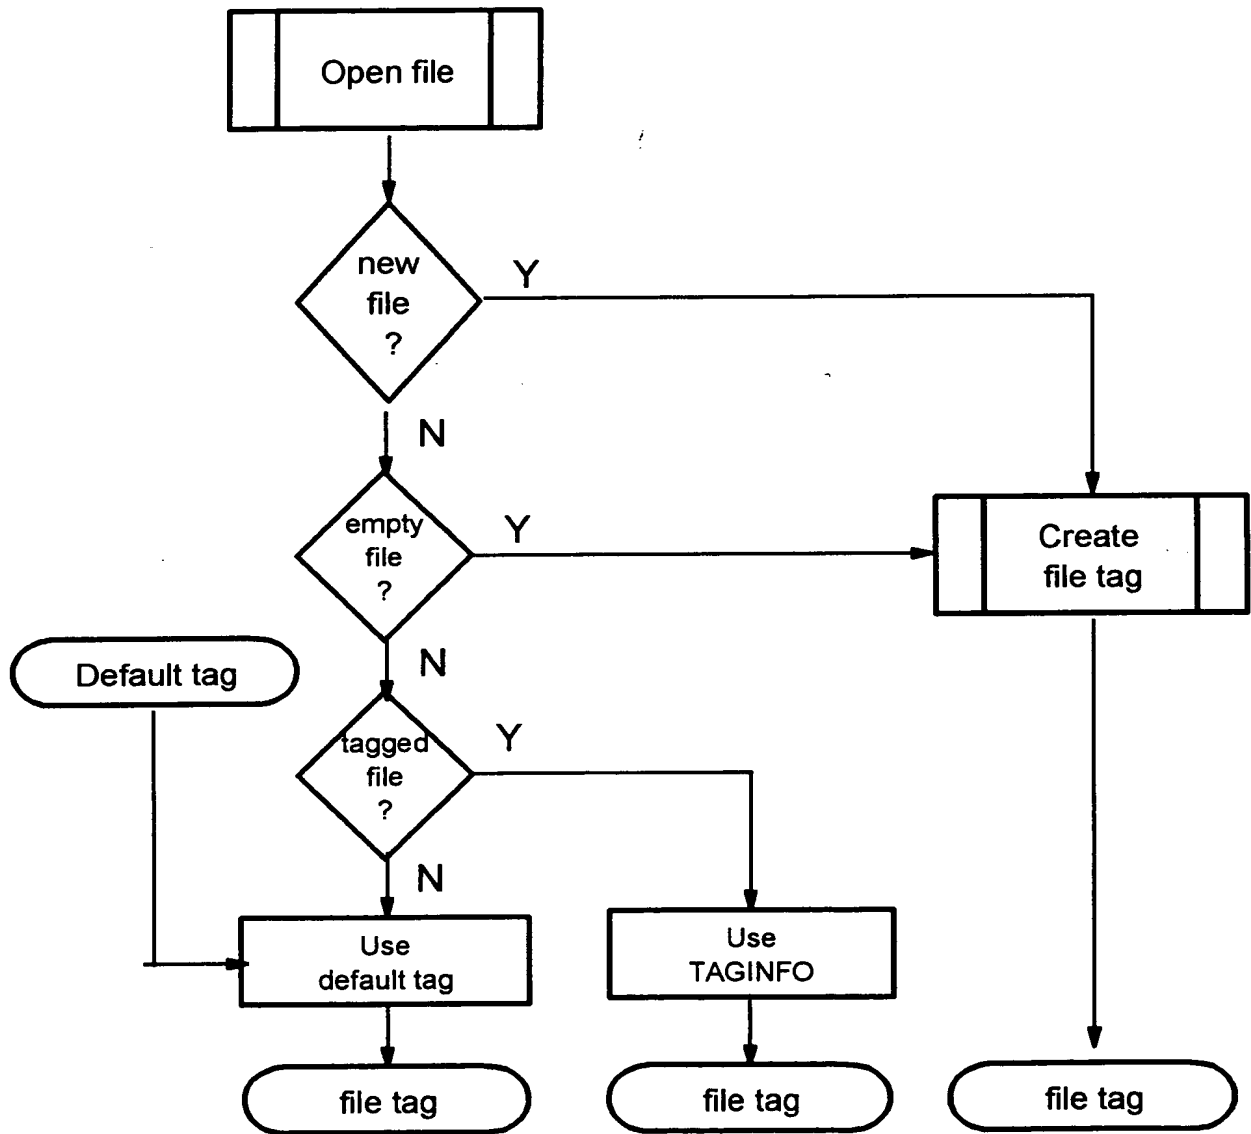 Open file
new
file
?
Y
N
empty
file
?
Y
Create
file tag
N
Default tag
tagged
file
?
Y
N
Use
default tag
Use
TAGINFO
file tag
file tag
file tag